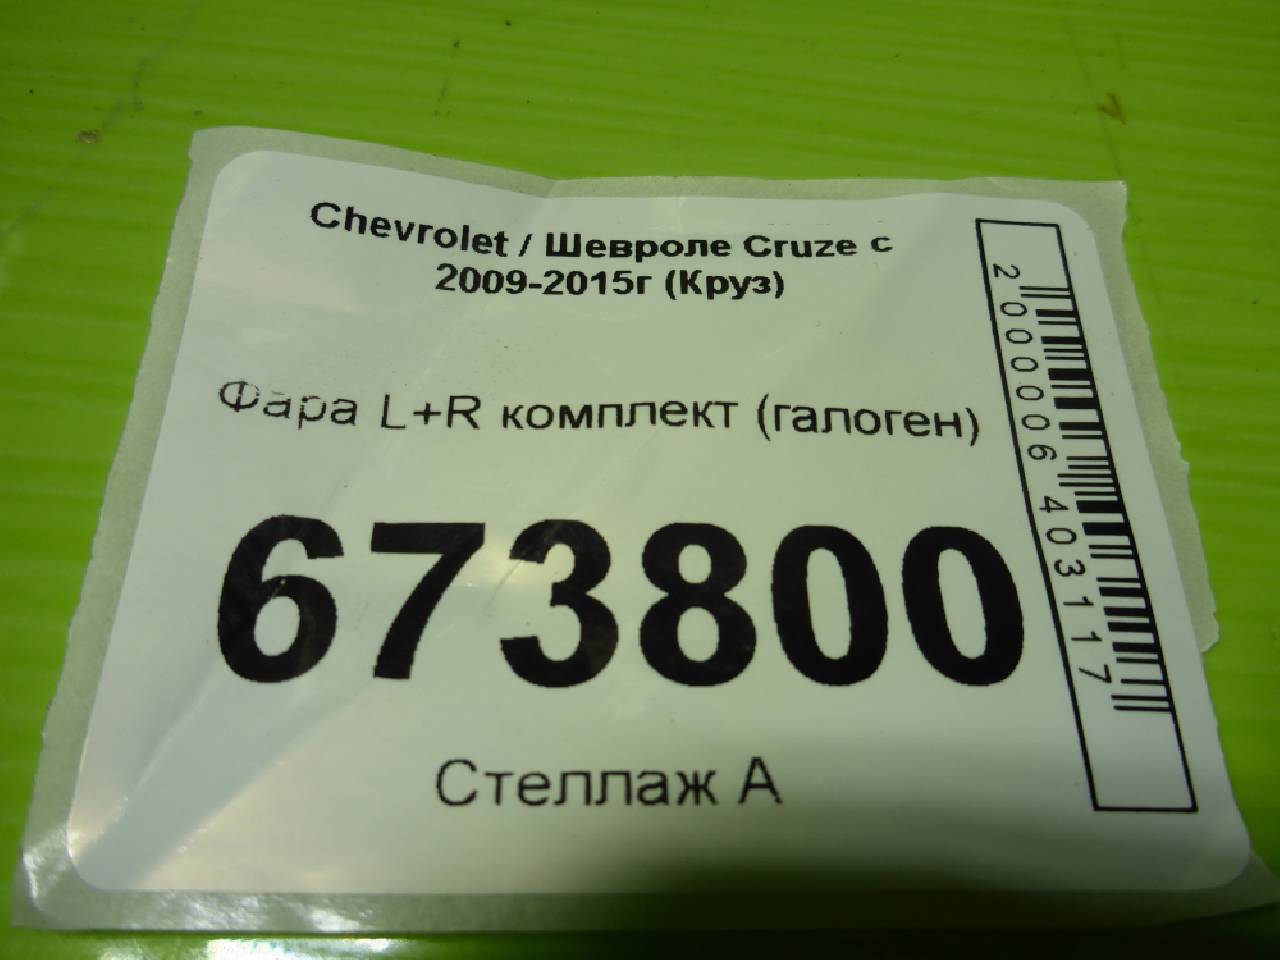 Chevrolet / Шевроле Cruze с
2009-2015г (Круз)
Фара L+R комплект (галоген)
673800
Стеллаж А
2000006403117